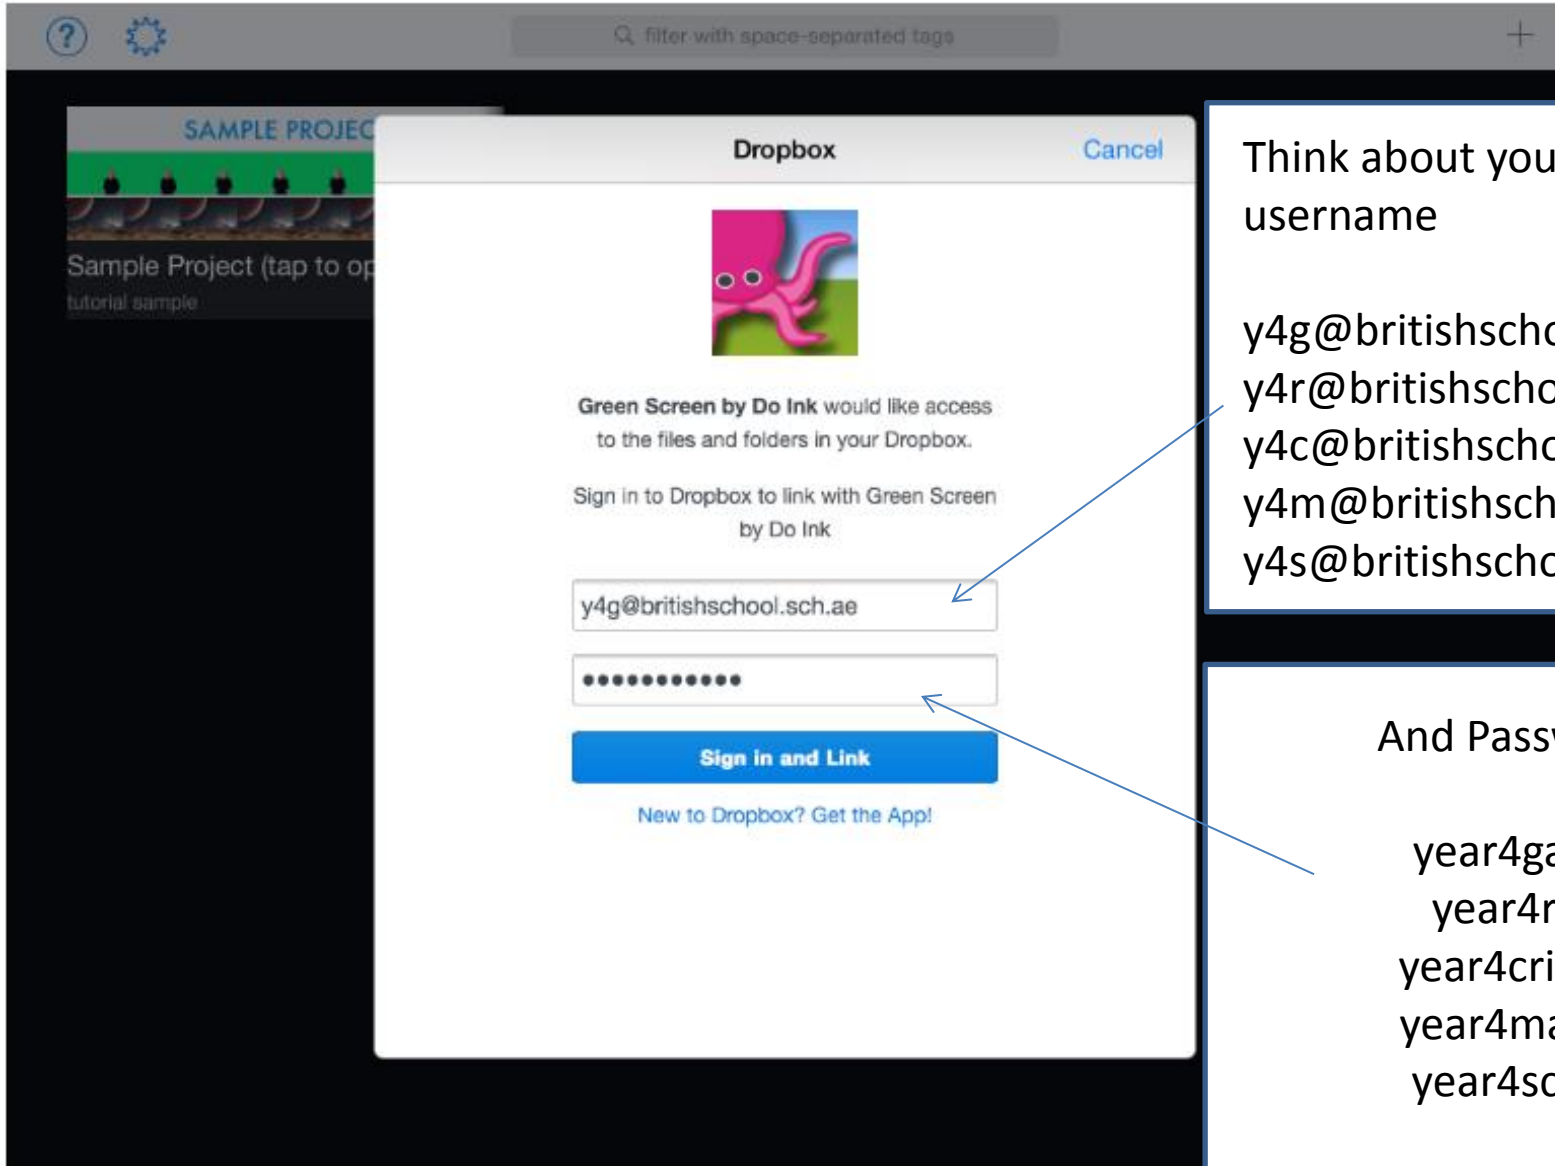 ?
filter with space-separated tags
+
SAMPLE PROJEC
Sample Project (tap to op
tutorial sample
Dropbox
Cancel
Green Screen by Do Ink would like access
to the files and folders in your Dropbox.
Sign in to Dropbox to link with Green Screen
by Do Ink
y4g@britishschool.sch.ae
•••••••••••
Sign in and Link
New to Dropbox? Get the App!
Think about you
username
y4g@britishscho
y4r@britishscho
y4c@britishscho
y4m@britishsch
y4s@britishscho
And Passw
year4ga
year4r
year4cri
year4ma
year4so